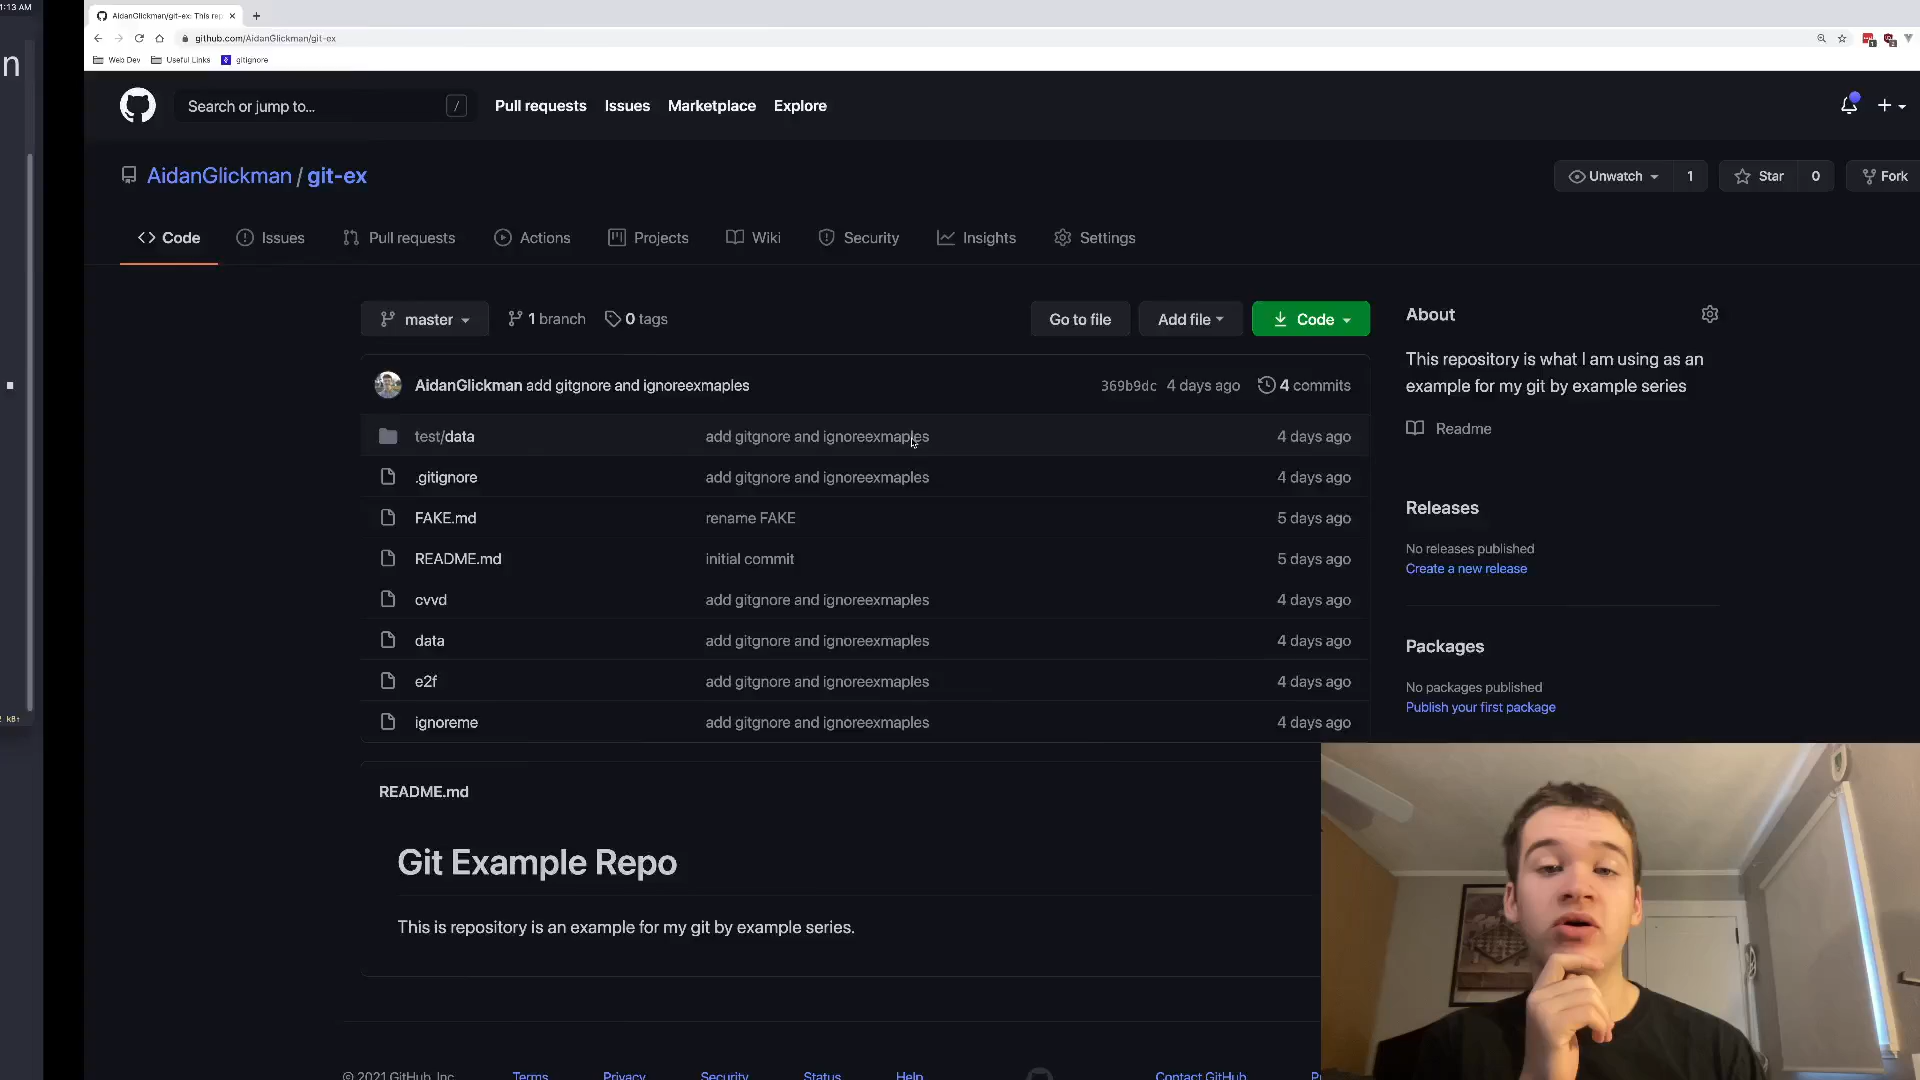 1:13 AM
n
2 kB↑
AidanGlickman/git-ex: This rep
github.com/AidanGlickman/git-ex
Web Dev Useful Links gitignore
Search or jump to... /
Pull requests Issues Marketplace Explore
AidanGlickman / git-ex
Unwatch 1 Star 0 Fork
Code Issues Pull requests Actions Projects Wiki Security Insights Settings
master 1 branch 0 tags Go to file Add file Code
AidanGlickman add gitgnore and ignoreexmaples 369b9dc 4 days ago 4 commits
test/data add gitgnore and ignoreexmaples 4 days ago
.gitignore add gitgnore and ignoreexmaples 4 days ago
FAKE.md rename FAKE 5 days ago
README.md initial commit 5 days ago
cvvd add gitgnore and ignoreexmaples 4 days ago
data add gitgnore and ignoreexmaples 4 days ago
e2f add gitgnore and ignoreexmaples 4 days ago
ignoreme add gitgnore and ignoreexmaples 4 days ago
About
This repository is what I am using as an
example for my git by example series
Readme
Releases
No releases published
Create a new release
Packages
No packages published
Publish your first package
README.md
Git Example Repo
This is repository is an example for my git by example series.
© 2021 GitHub, Inc. Terms Privacy Security Status Help Contact GitHub